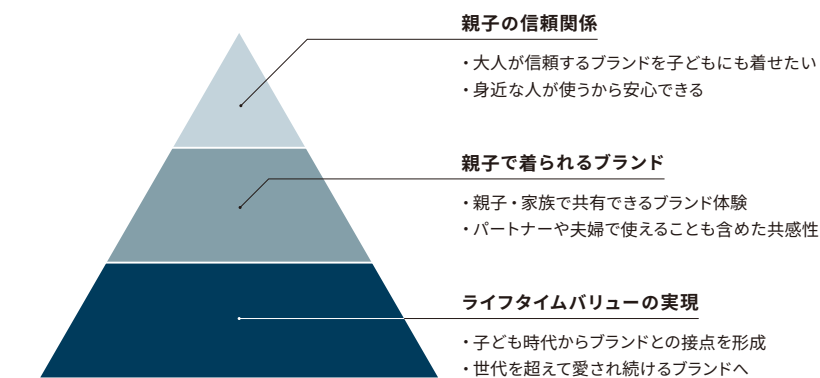 親子の信頼関係
・大人が信頼するブランドを子どもにも着せたい
・身近な人が使うから安心できる
親子で着られるブランド
・親子・家族で共有できるブランド体験
・パートナーや夫婦で使えることも含めた共感性
ライフタイムバリューの実現
・子ども時代からブランドとの接点を形成
・世代を超えて愛され続けるブランドへ